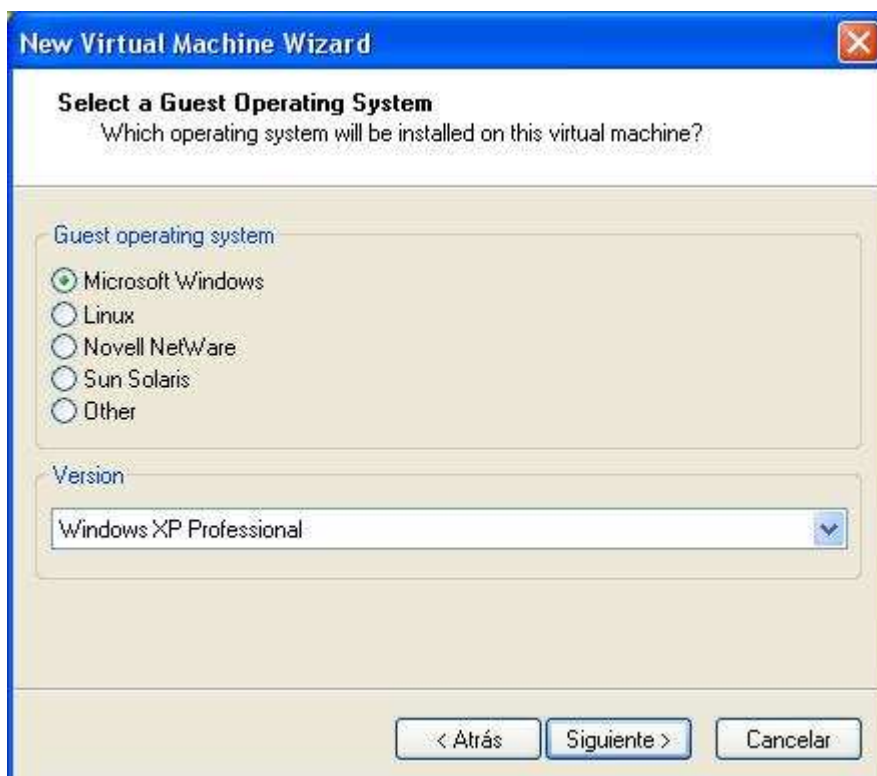 New Virtual Machine Wizard
Select a Guest Operating System
Which operating system will be installed on this virtual machine?
Guest operating system
Microsoft Windows
Linux
Novell NetWare
Sun Solaris
Other
Version
Windows XP Professional
< Atrás Siguiente > Cancelar